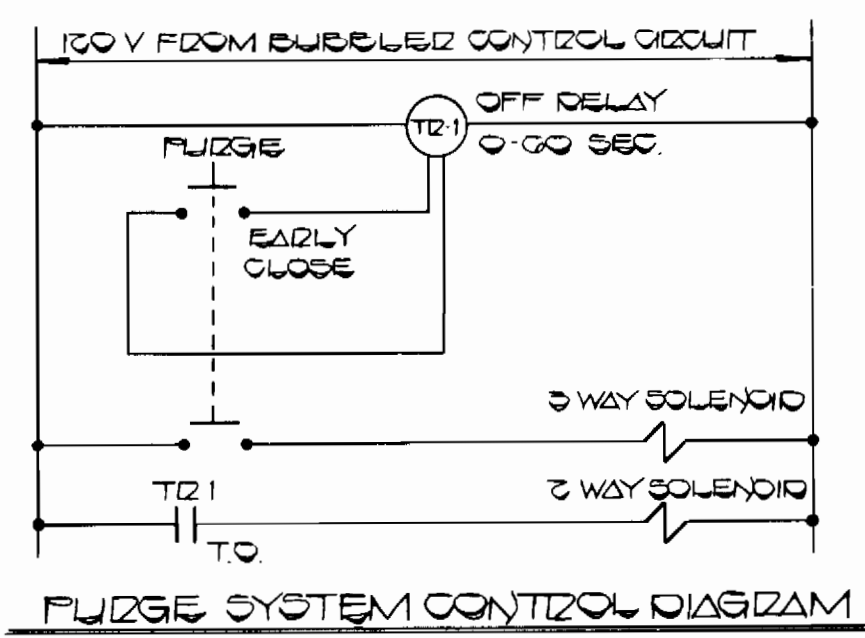 120 V FROM BUBBLER CONTROL CIRCUIT
OFF DELAY
TR-1
0-60 SEC.
PURGE
EARLY
CLOSE
3 WAY SOLENOID
TR 1
2 WAY SOLENOID
T.O.
PURGE SYSTEM CONTROL DIAGRAM